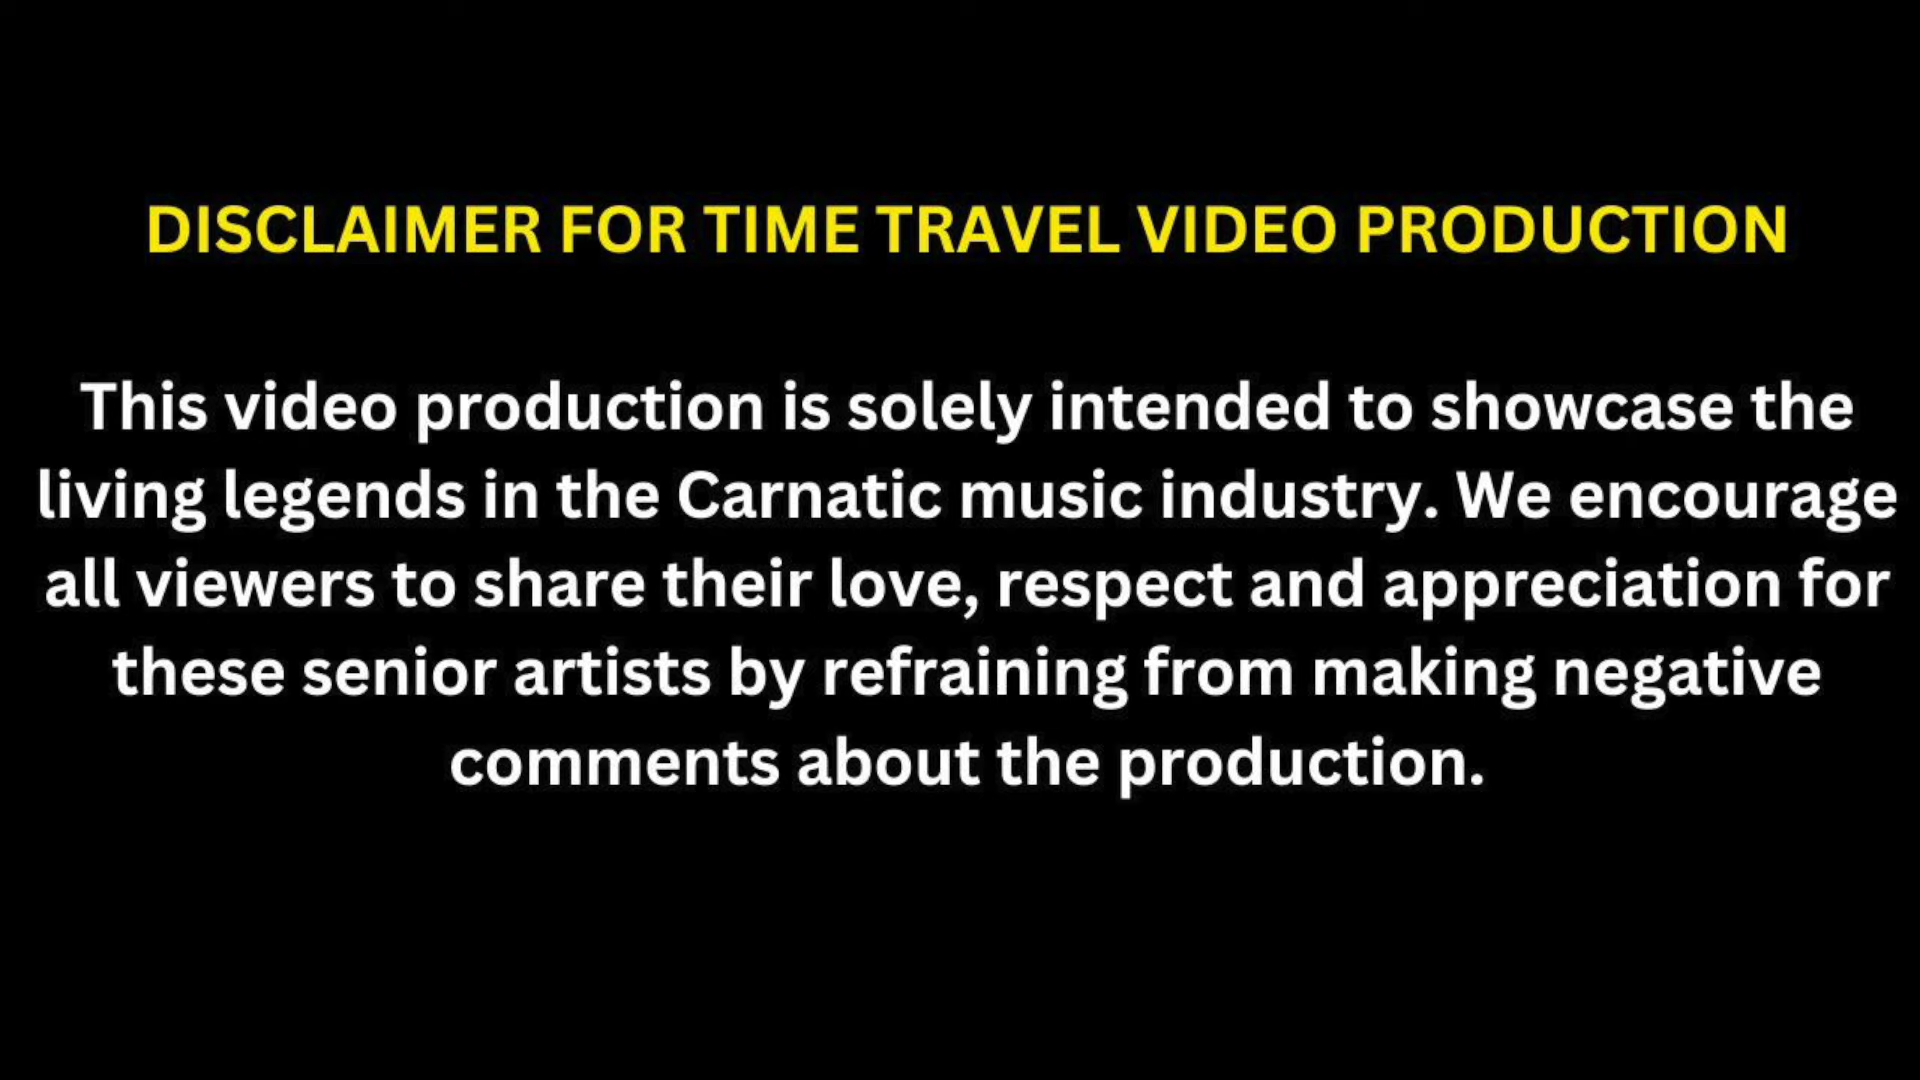 DISCLAIMER FOR TIME TRAVEL VIDEO PRODUCTION
This video production is solely intended to showcase the
living legends in the Carnatic music industry. We encourage
all viewers to share their love, respect and appreciation for
these senior artists by refraining from making negative
comments about the production.